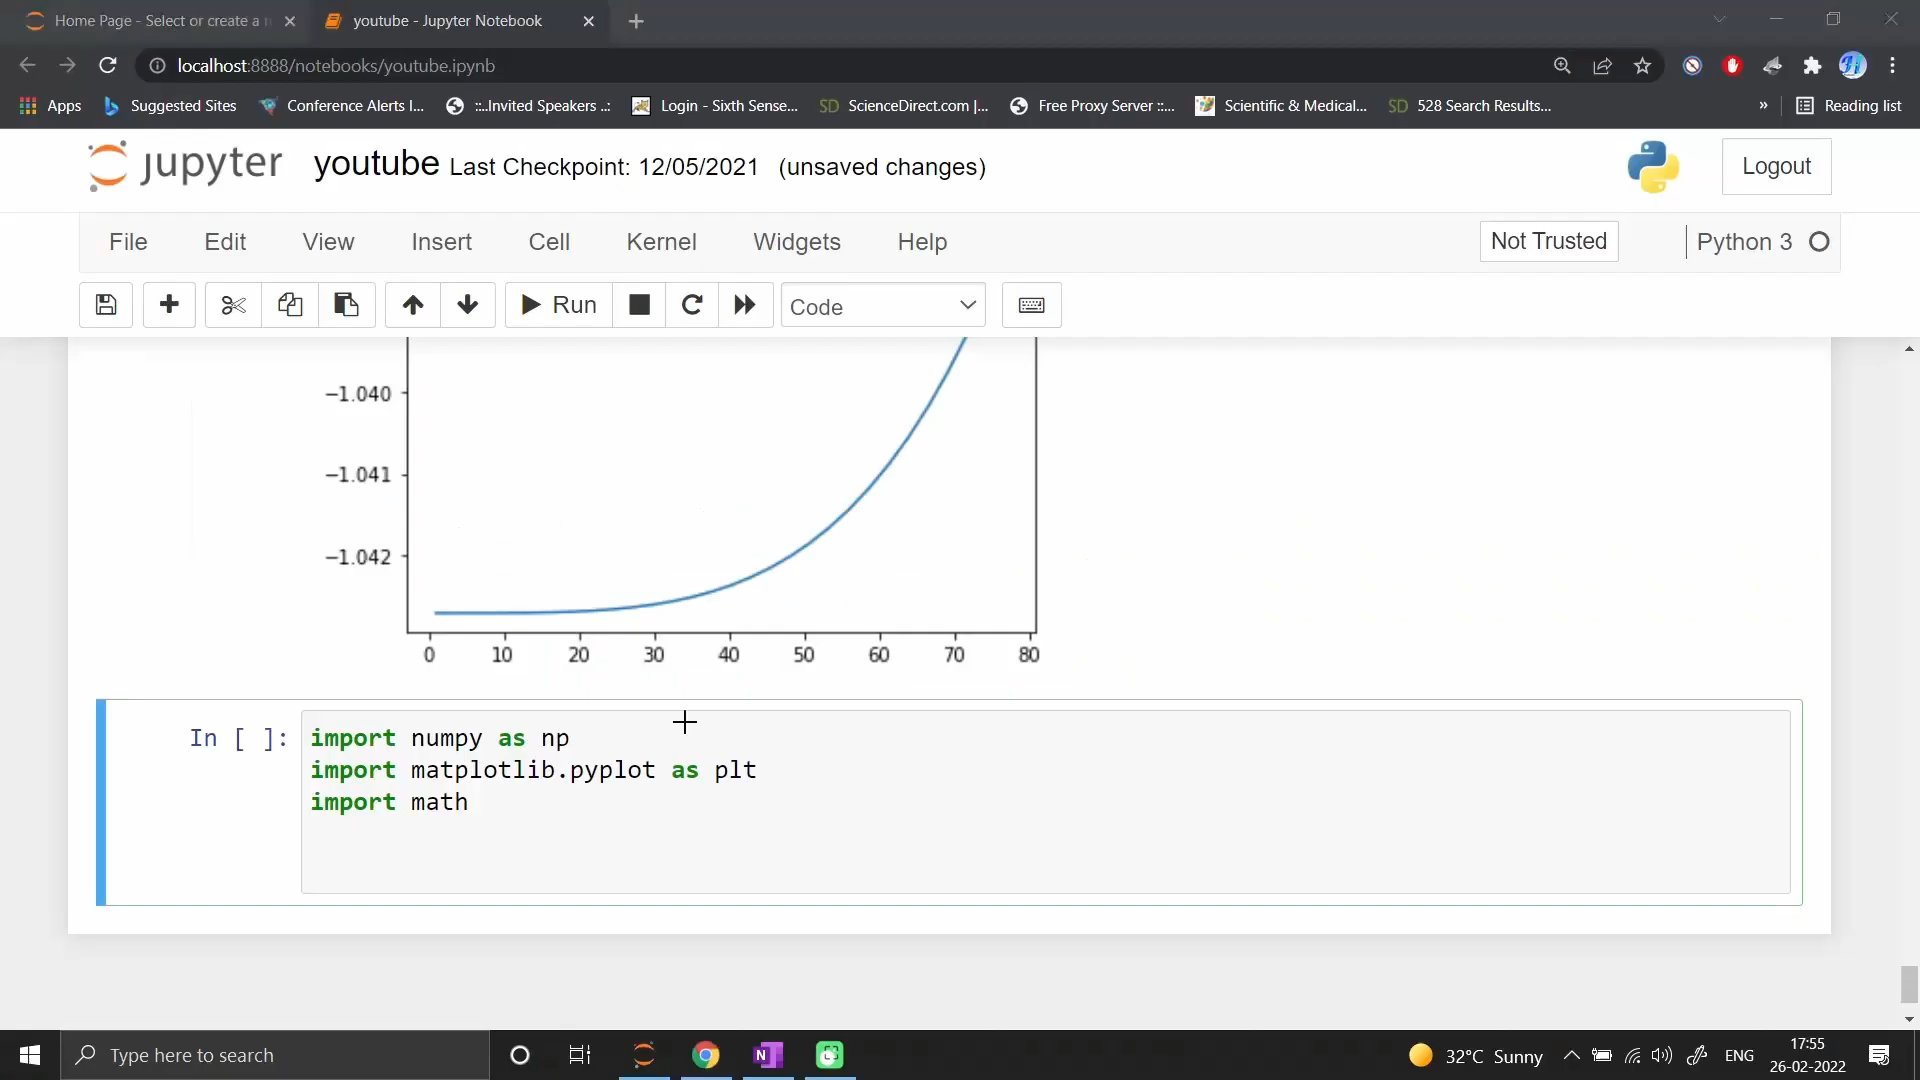 Home Page - Select or create a n
youtube - Jupyter Notebook
localhost:8888/notebooks/youtube.ipynb
Apps
Suggested Sites
Conference Alerts I...
::..Invited Speakers ..:
Login - Sixth Sense...
SD ScienceDirect.com |...
Free Proxy Server ::...
Scientific & Medical...
SD 528 Search Results...
»
Reading list
jupyter youtube Last Checkpoint: 12/05/2021 (unsaved changes)
Logout
File Edit View Insert Cell Kernel Widgets Help
Not Trusted
Python 3
Run
Code
−1.040
−1.041
−1.042
0 10 20 30 40 50 60 70 80
In [ ]:
import numpy as np
import matplotlib.pyplot as plt
import math
Type here to search
N
32°C Sunny
ENG
17:55
26-02-2022